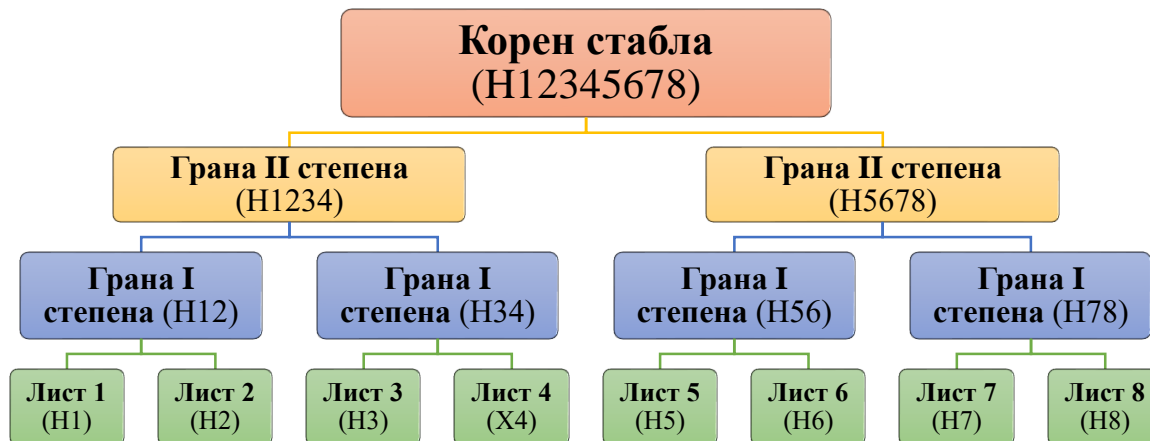 Корен стабла
(H12345678)
Грана II степена
(H1234)
Грана II степена
(H5678)
Грана I
степена (H12)
Грана I
степена (H34)
Грана I
степена (H56)
Грана I
степена (H78)
Лист 1
(H1)
Лист 2
(H2)
Лист 3
(H3)
Лист 4
(X4)
Лист 5
(H5)
Лист 6
(H6)
Лист 7
(H7)
Лист 8
(H8)